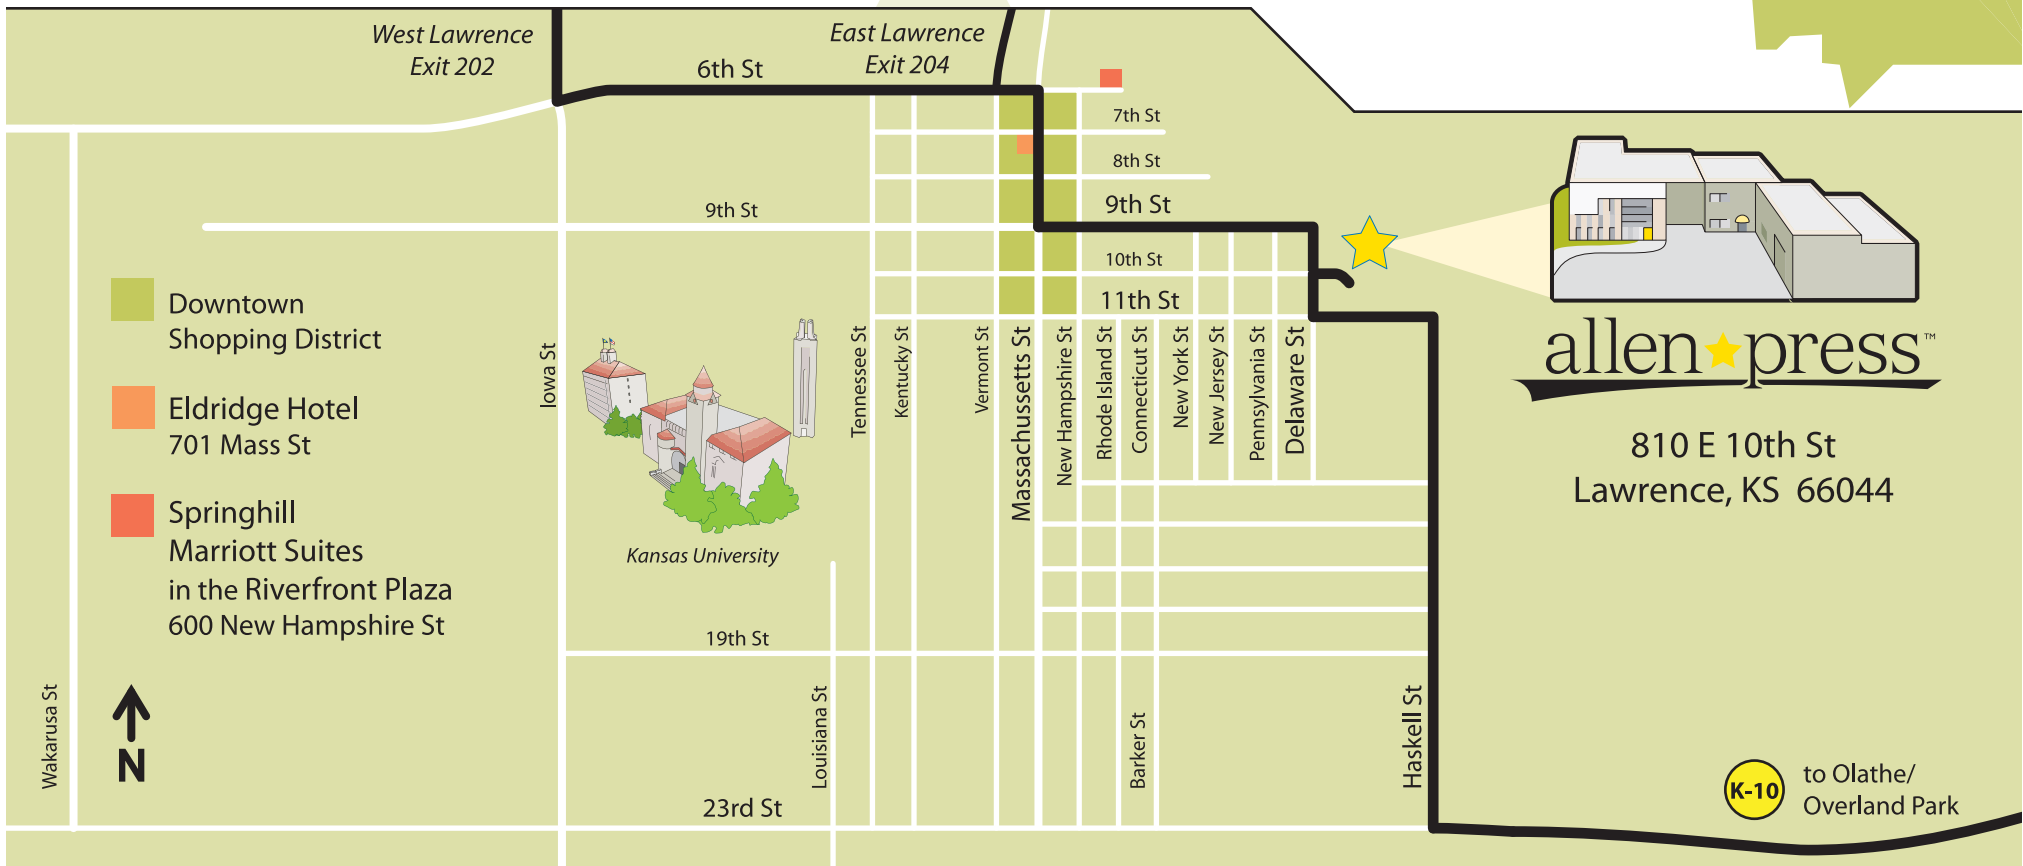 West Lawrence
Exit 202
East Lawrence
Exit 204
6th St
7th St
8th St
9th St
9th St
10th St
11th St
Downtown
Shopping District
Eldridge Hotel
701 Mass St
Springhill
Marriott Suites
in the Riverfront Plaza
600 New Hampshire St
N
Wakarusa St
Iowa St
Kansas University
Tennessee St
Kentucky St
Vermont St
Massachussetts St
New Hampshire St
Rhode Island St
Connecticut St
New York St
New Jersey St
Pennsylvania St
Delaware St
allen press™
810 E 10th St
Lawrence, KS 66044
19th St
Louisiana St
Barker St
Haskell St
23rd St
K-10
to Olathe/
Overland Park